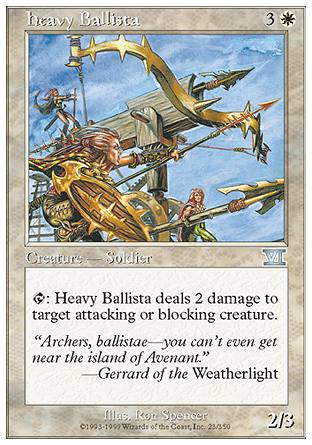 Heavy Ballista 3
Creature — Soldier VI
: Heavy Ballista deals 2 damage to
target attacking or blocking creature.
“Archers, ballistae—you can’t even get
near the island of Avenant.”
—Gerrard of the Weatherlight
Illus. Ron Spencer
©1993-1999 Wizards of the Coast, Inc. 23/350
2/3